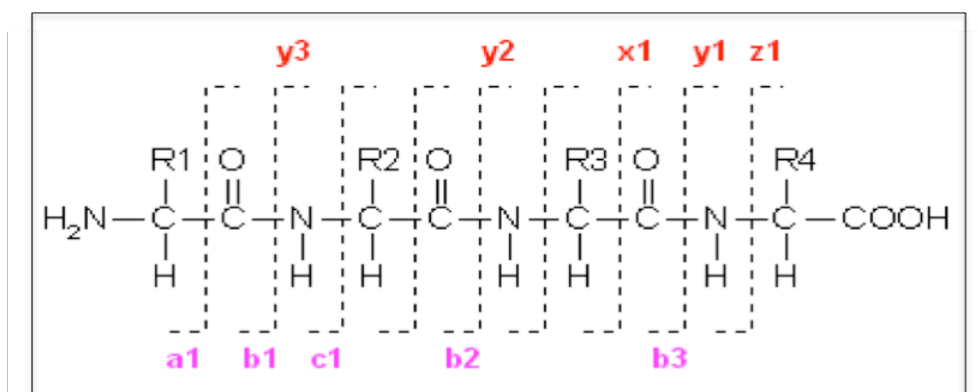 y3 y2 x1 y1 z1
R1 O R2 O R3 O R4
H₂N C C N C C N C C N C COOH
H H H H H H H
a1 b1 c1 b2 b3